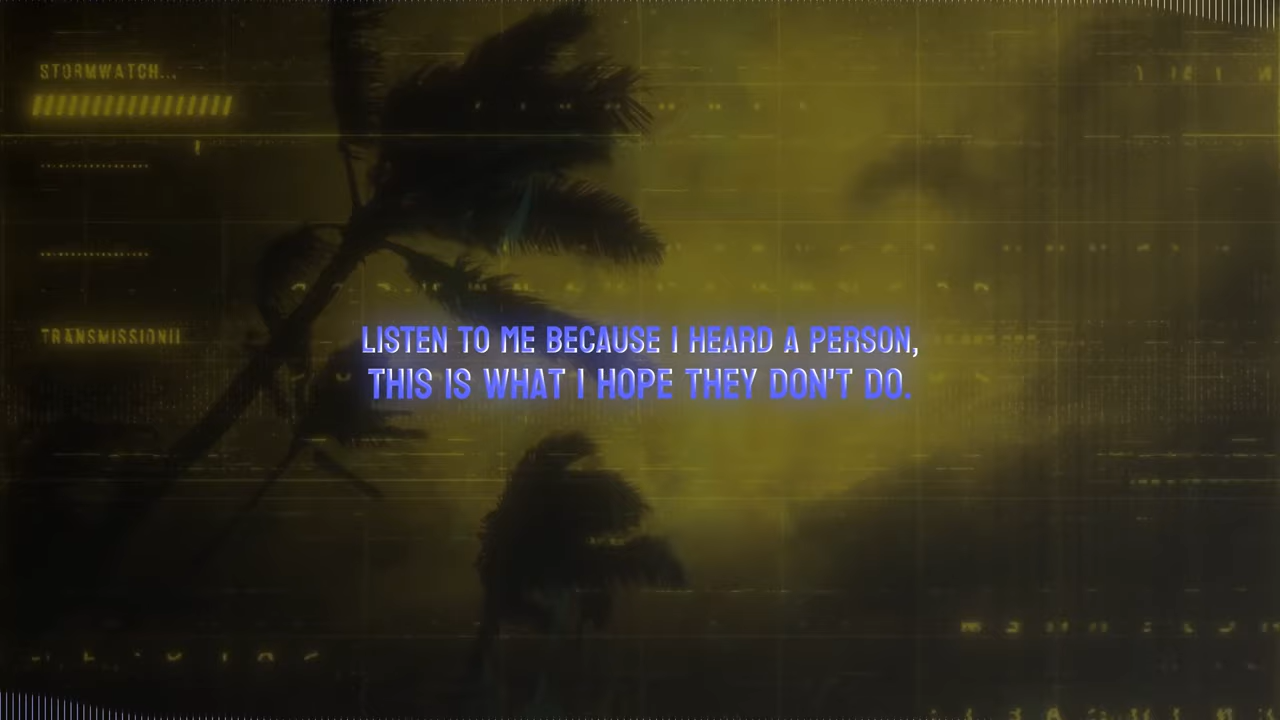 STORMWATCH...
TRANSMISSION
LISTEN TO ME BECAUSE I HEARD A PERSON,
THIS IS WHAT I HOPE THEY DON'T DO.